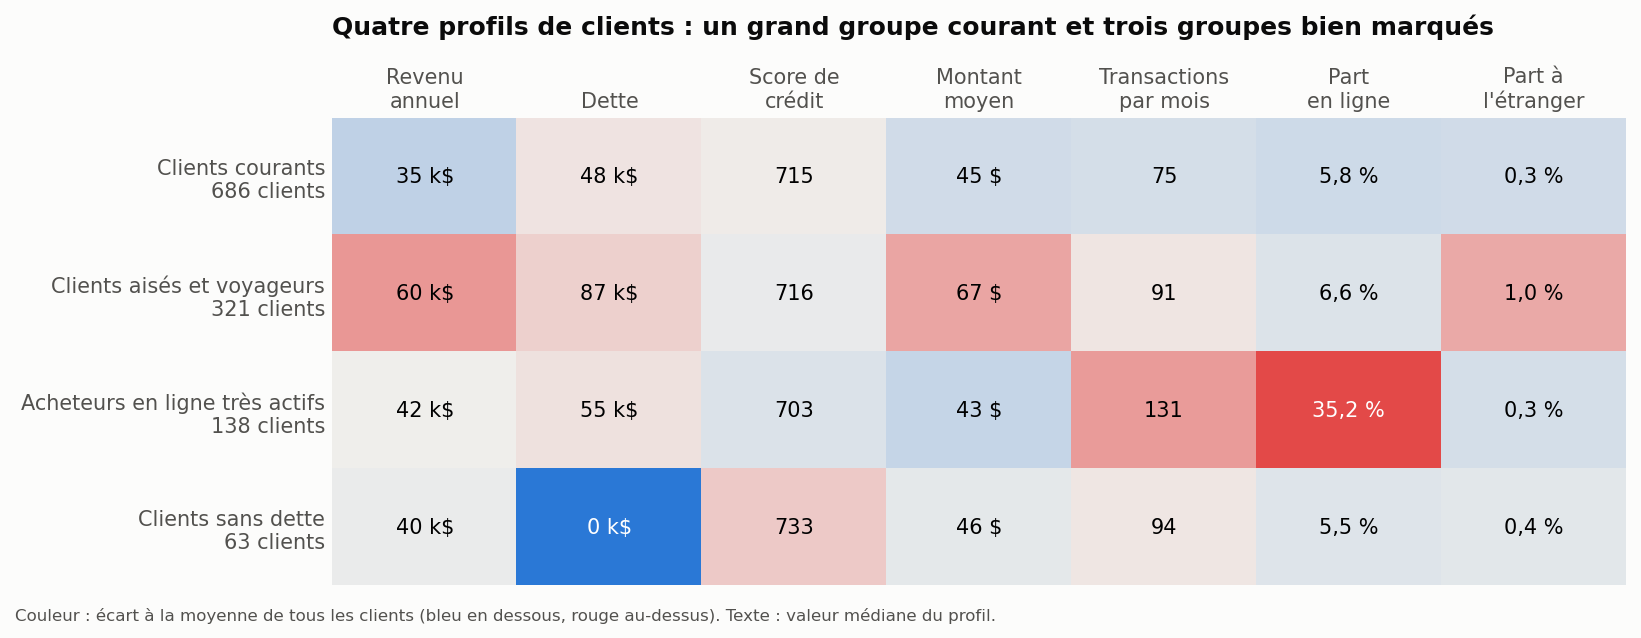 Quatre profils de clients : un grand groupe courant et trois groupes bien marqués
Revenu
annuel
Dette
Score de
crédit
Montant
moyen
Transactions
par mois
Part
en ligne
Part à
l'étranger
Clients courants
686 clients
35 k$
48 k$
715
45 $
75
5,8 %
0,3 %
Clients aisés et voyageurs
321 clients
60 k$
87 k$
716
67 $
91
6,6 %
1,0 %
Acheteurs en ligne très actifs
138 clients
42 k$
55 k$
703
43 $
131
35,2 %
0,3 %
Clients sans dette
63 clients
40 k$
0 k$
733
46 $
94
5,5 %
0,4 %
Couleur : écart à la moyenne de tous les clients (bleu en dessous, rouge au-dessus). Texte : valeur médiane du profil.